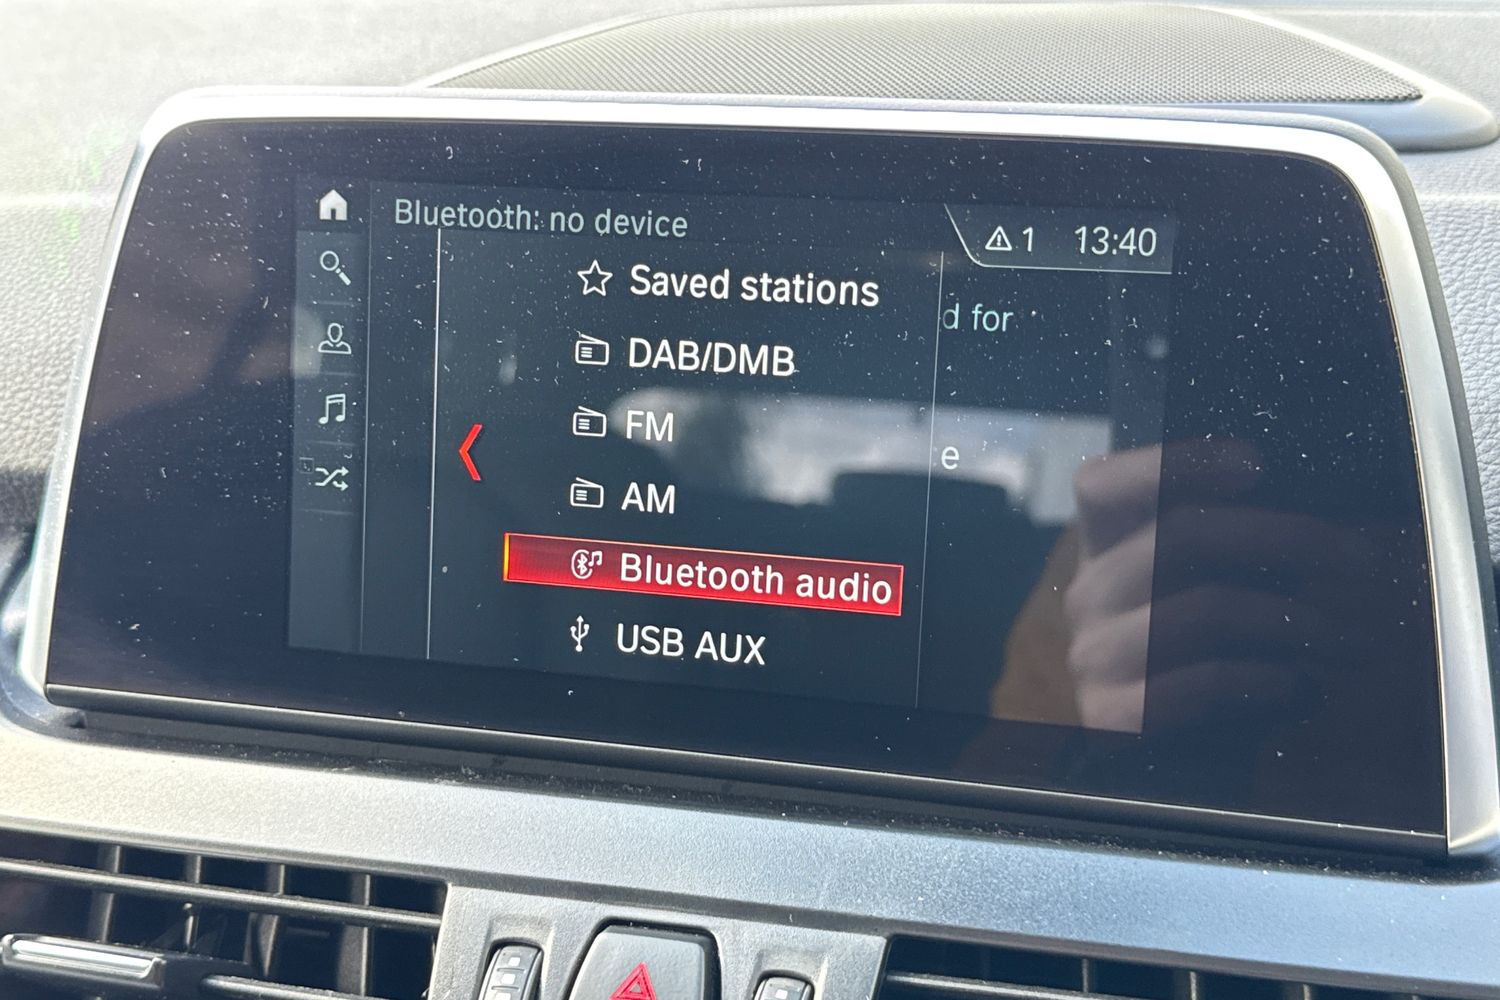 Bluetooth: no device
1 13:40
Saved stations
d for
DAB/DMB
FM
e
AM
Bluetooth audio
USB AUX